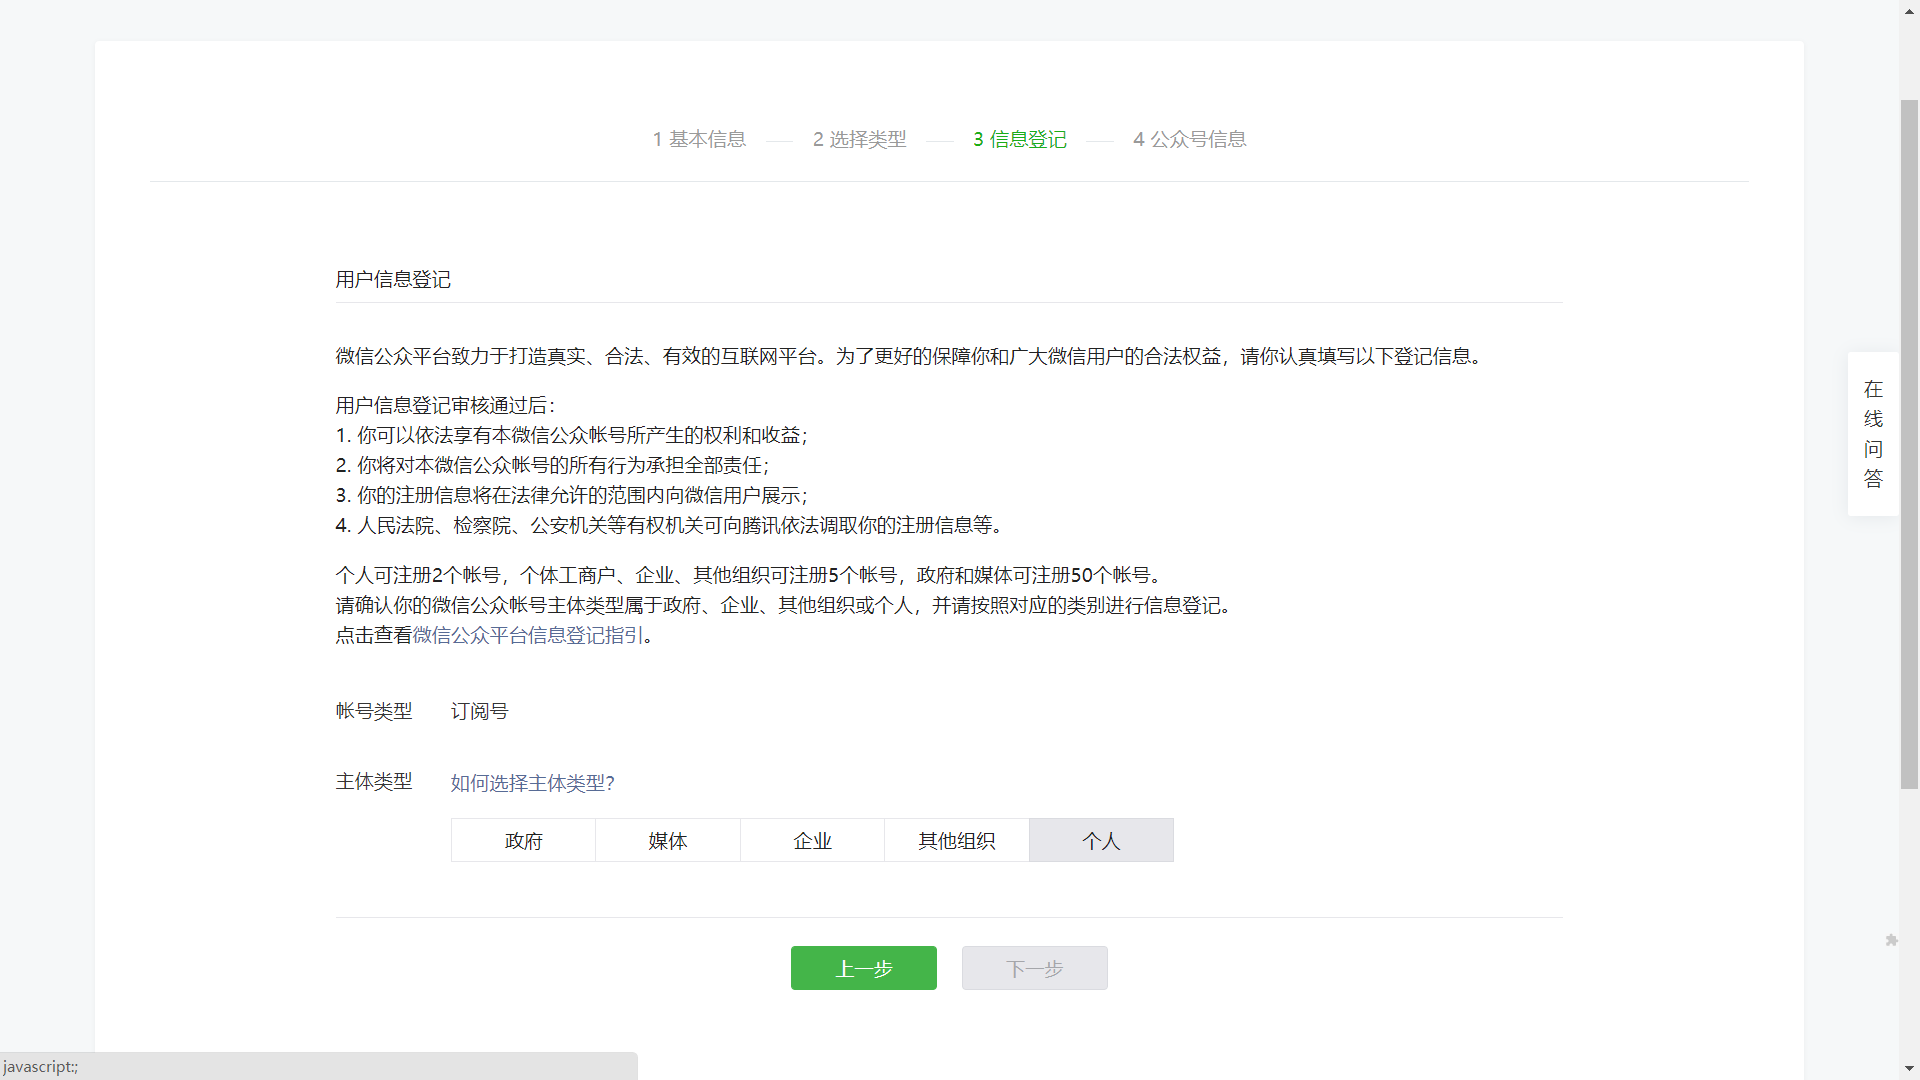 1 基本信息 2 选择类型 3 信息登记 4 公众号信息
用户信息登记
微信公众平台致力于打造真实、合法、有效的互联网平台。为了更好的保障你和广大微信用户的合法权益，请你认真填写以下登记信息。
用户信息登记审核通过后：
1. 你可以依法享有本微信公众帐号所产生的权利和收益；
2. 你将对本微信公众帐号的所有行为承担全部责任；
3. 你的注册信息将在法律允许的范围内向微信用户展示；
4. 人民法院、检察院、公安机关等有权机关可向腾讯依法调取你的注册信息等。
个人可注册2个帐号，个体工商户、企业、其他组织可注册5个帐号，政府和媒体可注册50个帐号。
请确认你的微信公众帐号主体类型属于政府、企业、其他组织或个人，并请按照对应的类别进行信息登记。
点击查看微信公众平台信息登记指引。
帐号类型 订阅号
主体类型 如何选择主体类型？
政府 媒体 企业 其他组织 个人
上一步 下一步
在线问答
javascript:;